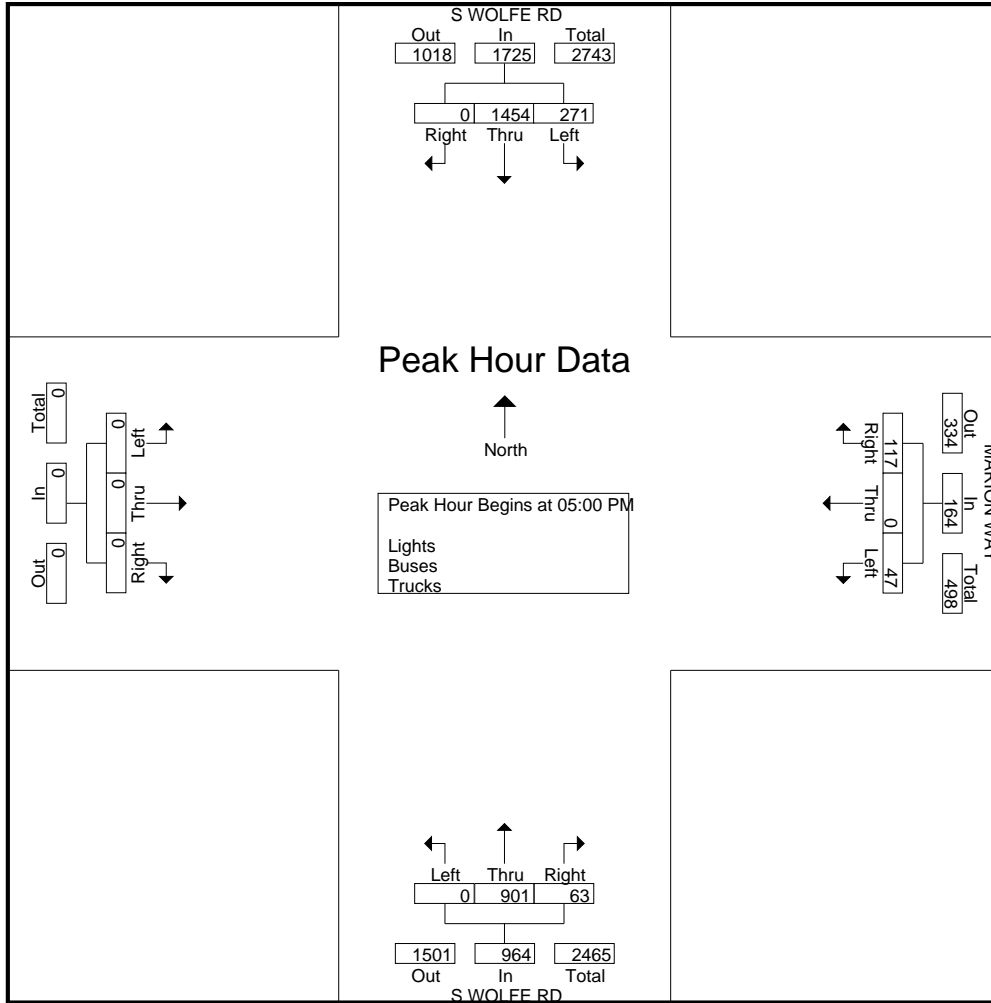 S WOLFE RD
Out In Total
1018 1725 2743
0 1454 271
Right Thru Left
Peak Hour Data
North
Peak Hour Begins at 05:00 PM
Lights
Buses
Trucks
Total In Out
0 0 0
0 0 0
Left Thru Right
MARION WAY
Out In Total
334 164 498
117 0 47
Right Thru Left
Left Thru Right
0 901 63
1501 964 2465
Out In Total
S WOLFE RD